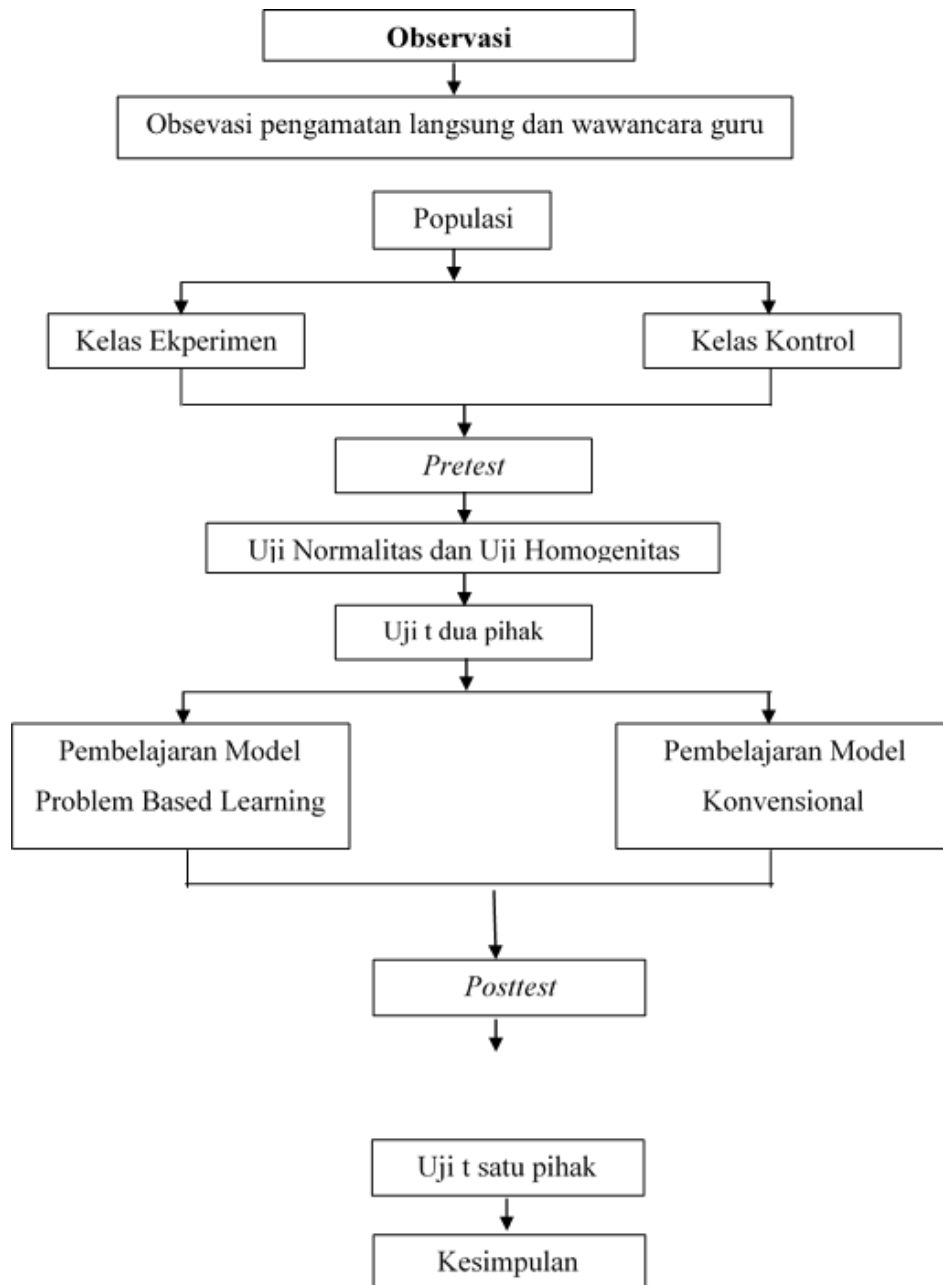 Observasi
Obsevasi pengamatan langsung dan wawancara guru
Populasi
Kelas Ekperimen
Kelas Kontrol
Pretest
Uji Normalitas dan Uji Homogenitas
Uji t dua pihak
Pembelajaran Model
Problem Based Learning
Pembelajaran Model
Konvensional
Posttest
Uji t satu pihak
Kesimpulan